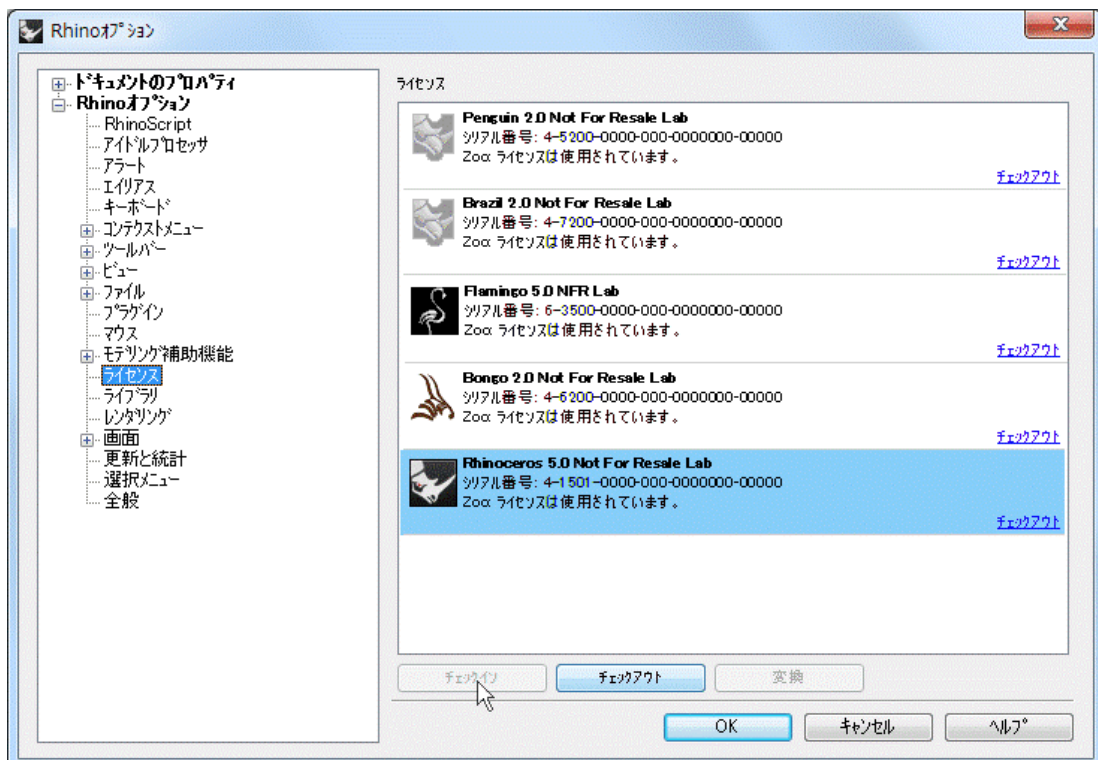 Rhinoオプション
ドキュメントのプロパティ
Rhinoオプション
RhinoScript
アイドルプロセッサ
アラート
エイリアス
キーボード
コンテクストメニュー
ツールバー
ビュー
ファイル
プラグイン
マウス
モデリング補助機能
ライセンス
ライブラリ
レンダリング
画面
更新と統計
選択メニュー
全般
ライセンス
Penguin 2.0 Not For Resale Lab
シリアル番号: 4-5200-0000-000-0000000-00000
Zoo ライセンスは使用されています。
チェックアウト
Brazil 2.0 Not For Resale Lab
シリアル番号: 4-7200-0000-000-0000000-00000
Zoo ライセンスは使用されています。
チェックアウト
Flamingo 5.0 NFR Lab
シリアル番号: 6-3500-0000-000-0000000-00000
Zoo ライセンスは使用されています。
チェックアウト
Bongo 2.0 Not For Resale Lab
シリアル番号: 4-6200-0000-000-0000000-00000
Zoo ライセンスは使用されています。
チェックアウト
Rhinoceros 5.0 Not For Resale Lab
シリアル番号: 4-1501-0000-000-0000000-00000
Zoo ライセンスは使用されています。
チェックアウト
チェックイン
チェックアウト
変換
OK
キャンセル
ヘルプ